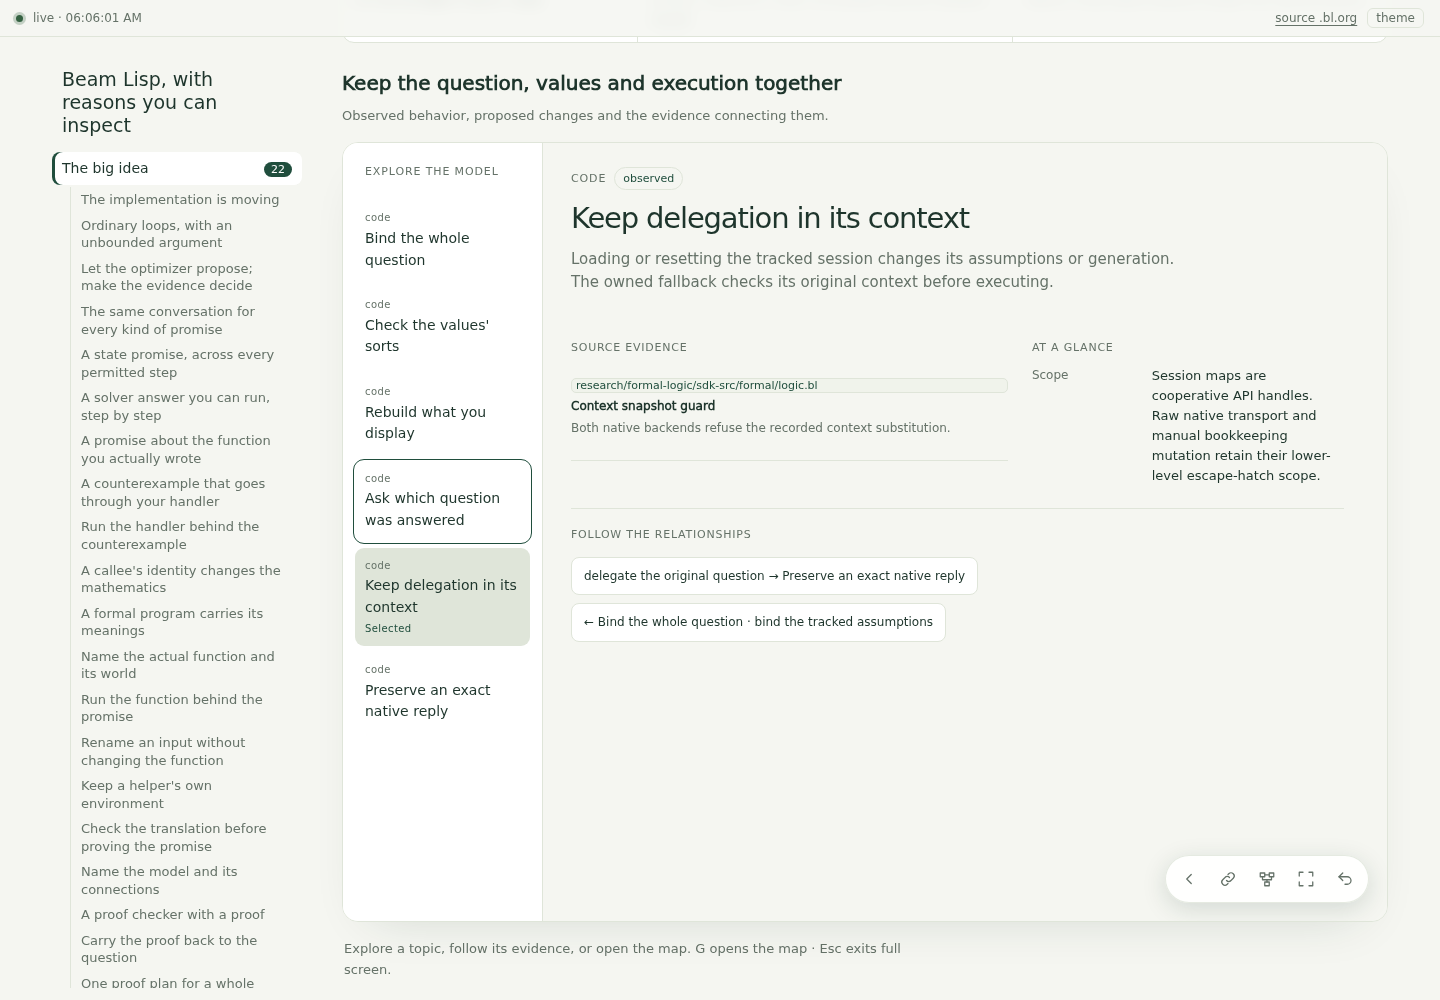 live · 06:06:01 AM
source .bl.org
theme
Beam Lisp, with
reasons you can
inspect
The big idea
22
The implementation is moving
Ordinary loops, with an
unbounded argument
Let the optimizer propose;
make the evidence decide
The same conversation for
every kind of promise
A state promise, across every
permitted step
A solver answer you can run,
step by step
A promise about the function
you actually wrote
A counterexample that goes
through your handler
Run the handler behind the
counterexample
A callee's identity changes the
mathematics
A formal program carries its
meanings
Name the actual function and
its world
Run the function behind the
promise
Rename an input without
changing the function
Keep a helper's own
environment
Check the translation before
proving the promise
Name the model and its
connections
A proof checker with a proof
Carry the proof back to the
question
One proof plan for a whole
Keep the question, values and execution together
Observed behavior, proposed changes and the evidence connecting them.
EXPLORE THE MODEL
code
Bind the whole
question
code
Check the values'
sorts
code
Rebuild what you
display
code
Ask which question
was answered
code
Keep delegation in its
context
Selected
code
Preserve an exact
native reply
CODE
observed
Keep delegation in its context
Loading or resetting the tracked session changes its assumptions or generation.
The owned fallback checks its original context before executing.
SOURCE EVIDENCE
research/formal-logic/sdk-src/formal/logic.bl
Context snapshot guard
Both native backends refuse the recorded context substitution.
AT A GLANCE
Scope
Session maps are
cooperative API handles.
Raw native transport and
manual bookkeeping
mutation retain their lower-
level escape-hatch scope.
FOLLOW THE RELATIONSHIPS
delegate the original question → Preserve an exact native reply
← Bind the whole question · bind the tracked assumptions
Explore a topic, follow its evidence, or open the map. G opens the map · Esc exits full
screen.